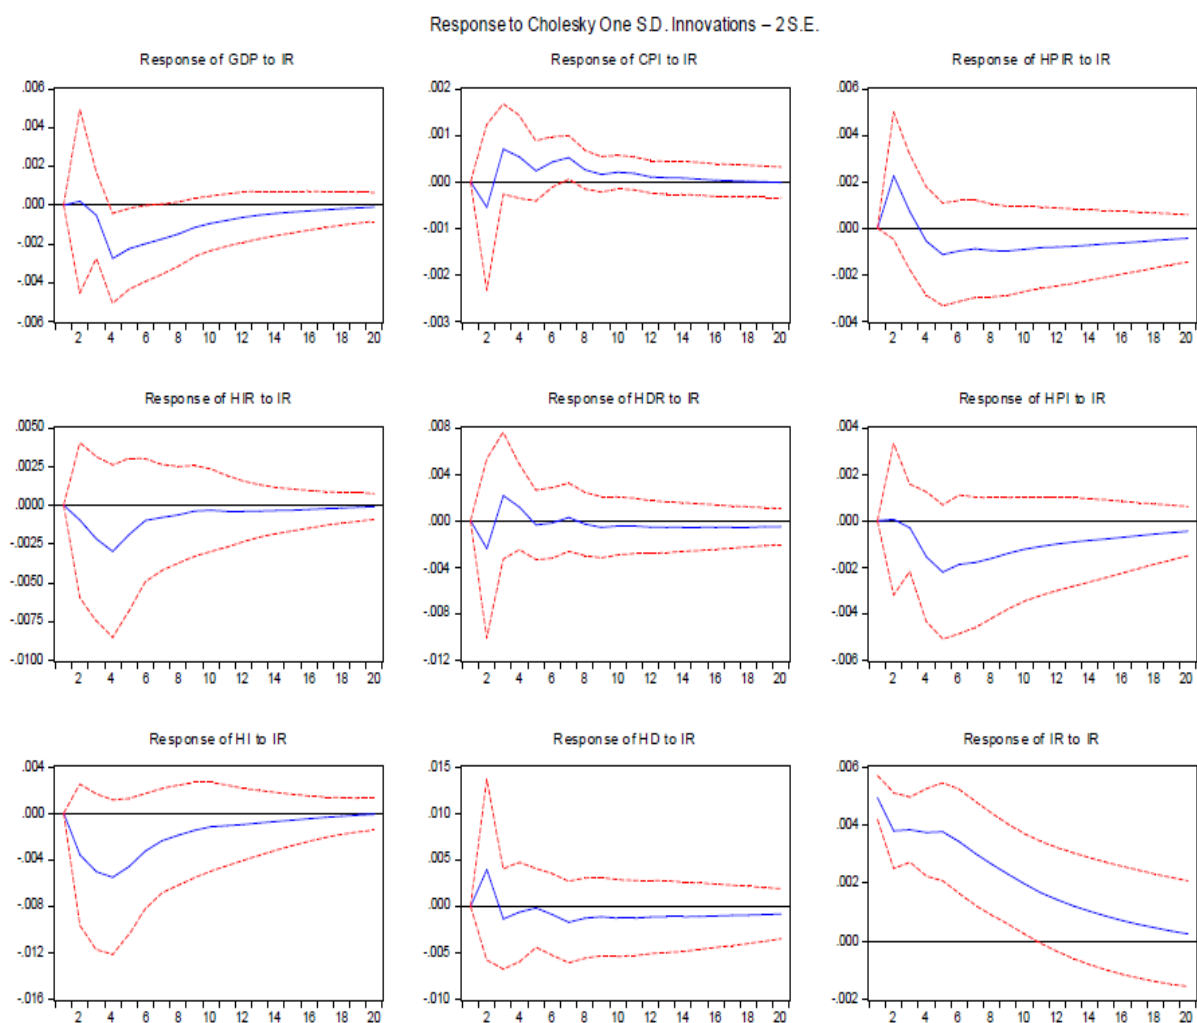 Response to Cholesky One S.D. Innovations – 2 S.E.
Response of GDP to IR
Response of CPI to IR
Response of HPIR to IR
.006
.004
.002
.000
-.002
-.004
-.006
2 4 6 8 10 12 14 16 18 20
.002
.001
.000
-.001
-.002
-.003
2 4 6 8 10 12 14 16 18 20
.006
.004
.002
.000
-.002
-.004
2 4 6 8 10 12 14 16 18 20
Response of HIR to IR
Response of HDR to IR
Response of HPI to IR
.0050
.0025
.0000
-.0025
-.0050
-.0075
-.0100
2 4 6 8 10 12 14 16 18 20
.008
.004
.000
-.004
-.008
-.012
2 4 6 8 10 12 14 16 18 20
.004
.002
.000
-.002
-.004
-.006
2 4 6 8 10 12 14 16 18 20
Response of HI to IR
Response of HD to IR
Response of IR to IR
.004
.000
-.004
-.008
-.012
-.016
2 4 6 8 10 12 14 16 18 20
.015
.010
.005
.000
-.005
-.010
2 4 6 8 10 12 14 16 18 20
.006
.004
.002
.000
-.002
2 4 6 8 10 12 14 16 18 20